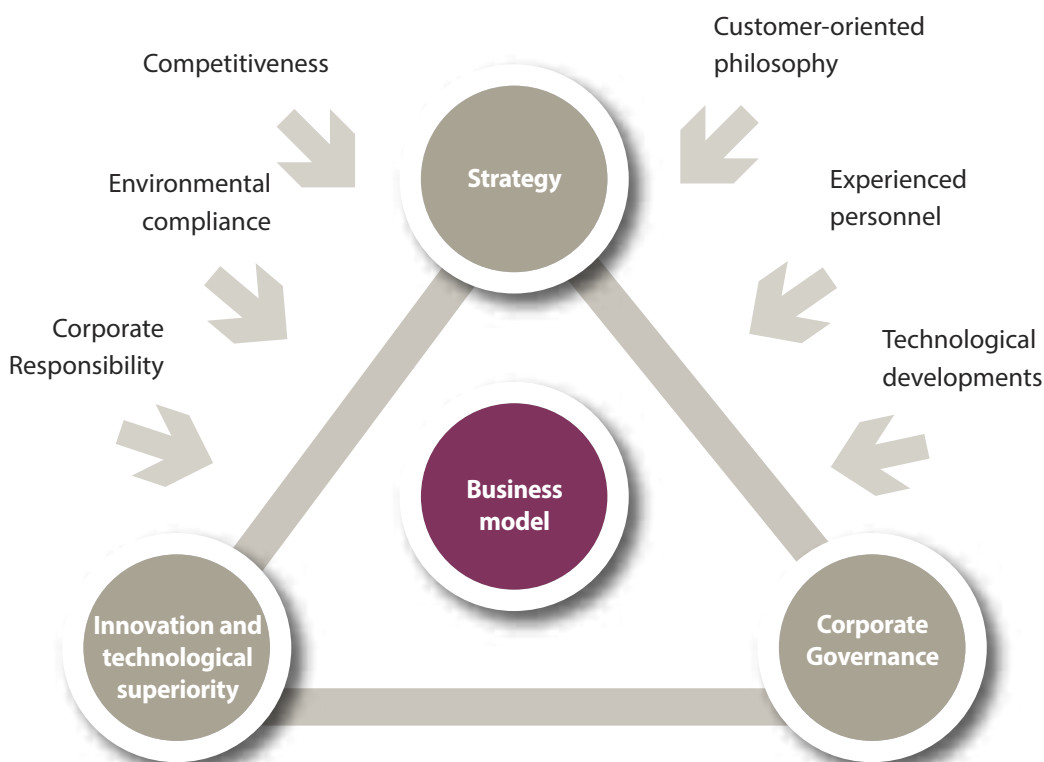 Competitiveness
Customer-oriented
philosophy
Strategy
Environmental
compliance
Experienced
personnel
Corporate
Responsibility
Technological
developments
Business
model
Innovation and
technological
superiority
Corporate
Governance